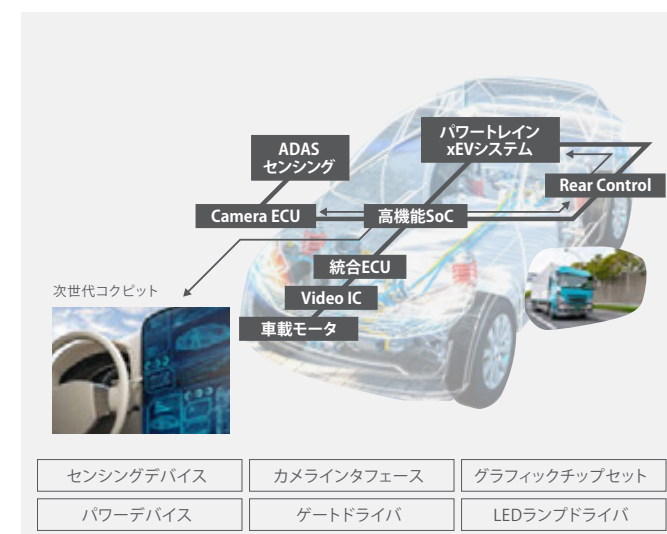 パワートレイン
xEVシステム
ADAS
センシング
Rear Control
Camera ECU
高機能SoC
統合ECU
次世代コクピット
Video IC
車載モータ
センシングデバイス
カメラインタフェース
グラフィックチップセット
パワーデバイス
ゲートドライバ
LEDランプドライバ